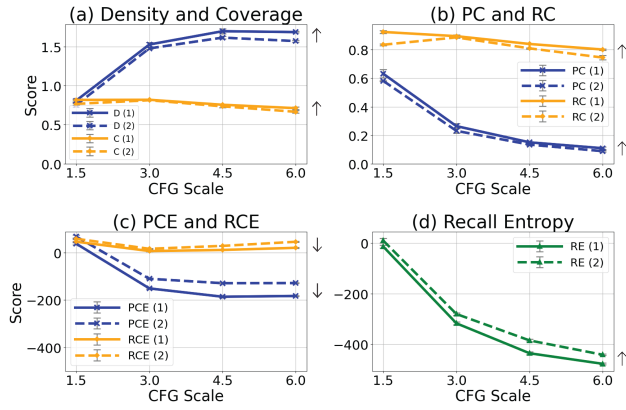 (a) Density and Coverage
Score
1.5
1.0
0.5
0.0
D (1)
D (2)
C (1)
C (2)
↑
↑
1.5 3.0 4.5 6.0
CFG Scale
(b) PC and RC
0.8
0.6
0.4
0.2
0.0
PC (1)
PC (2)
RC (1)
RC (2)
↑
↑
1.5 3.0 4.5 6.0
CFG Scale
(c) PCE and RCE
Score
0
−200
−400
PCE (1)
PCE (2)
RCE (1)
RCE (2)
↓
↓
1.5 3.0 4.5 6.0
CFG Scale
(d) Recall Entropy
0
−200
−400
RE (1)
RE (2)
↑
1.5 3.0 4.5 6.0
CFG Scale